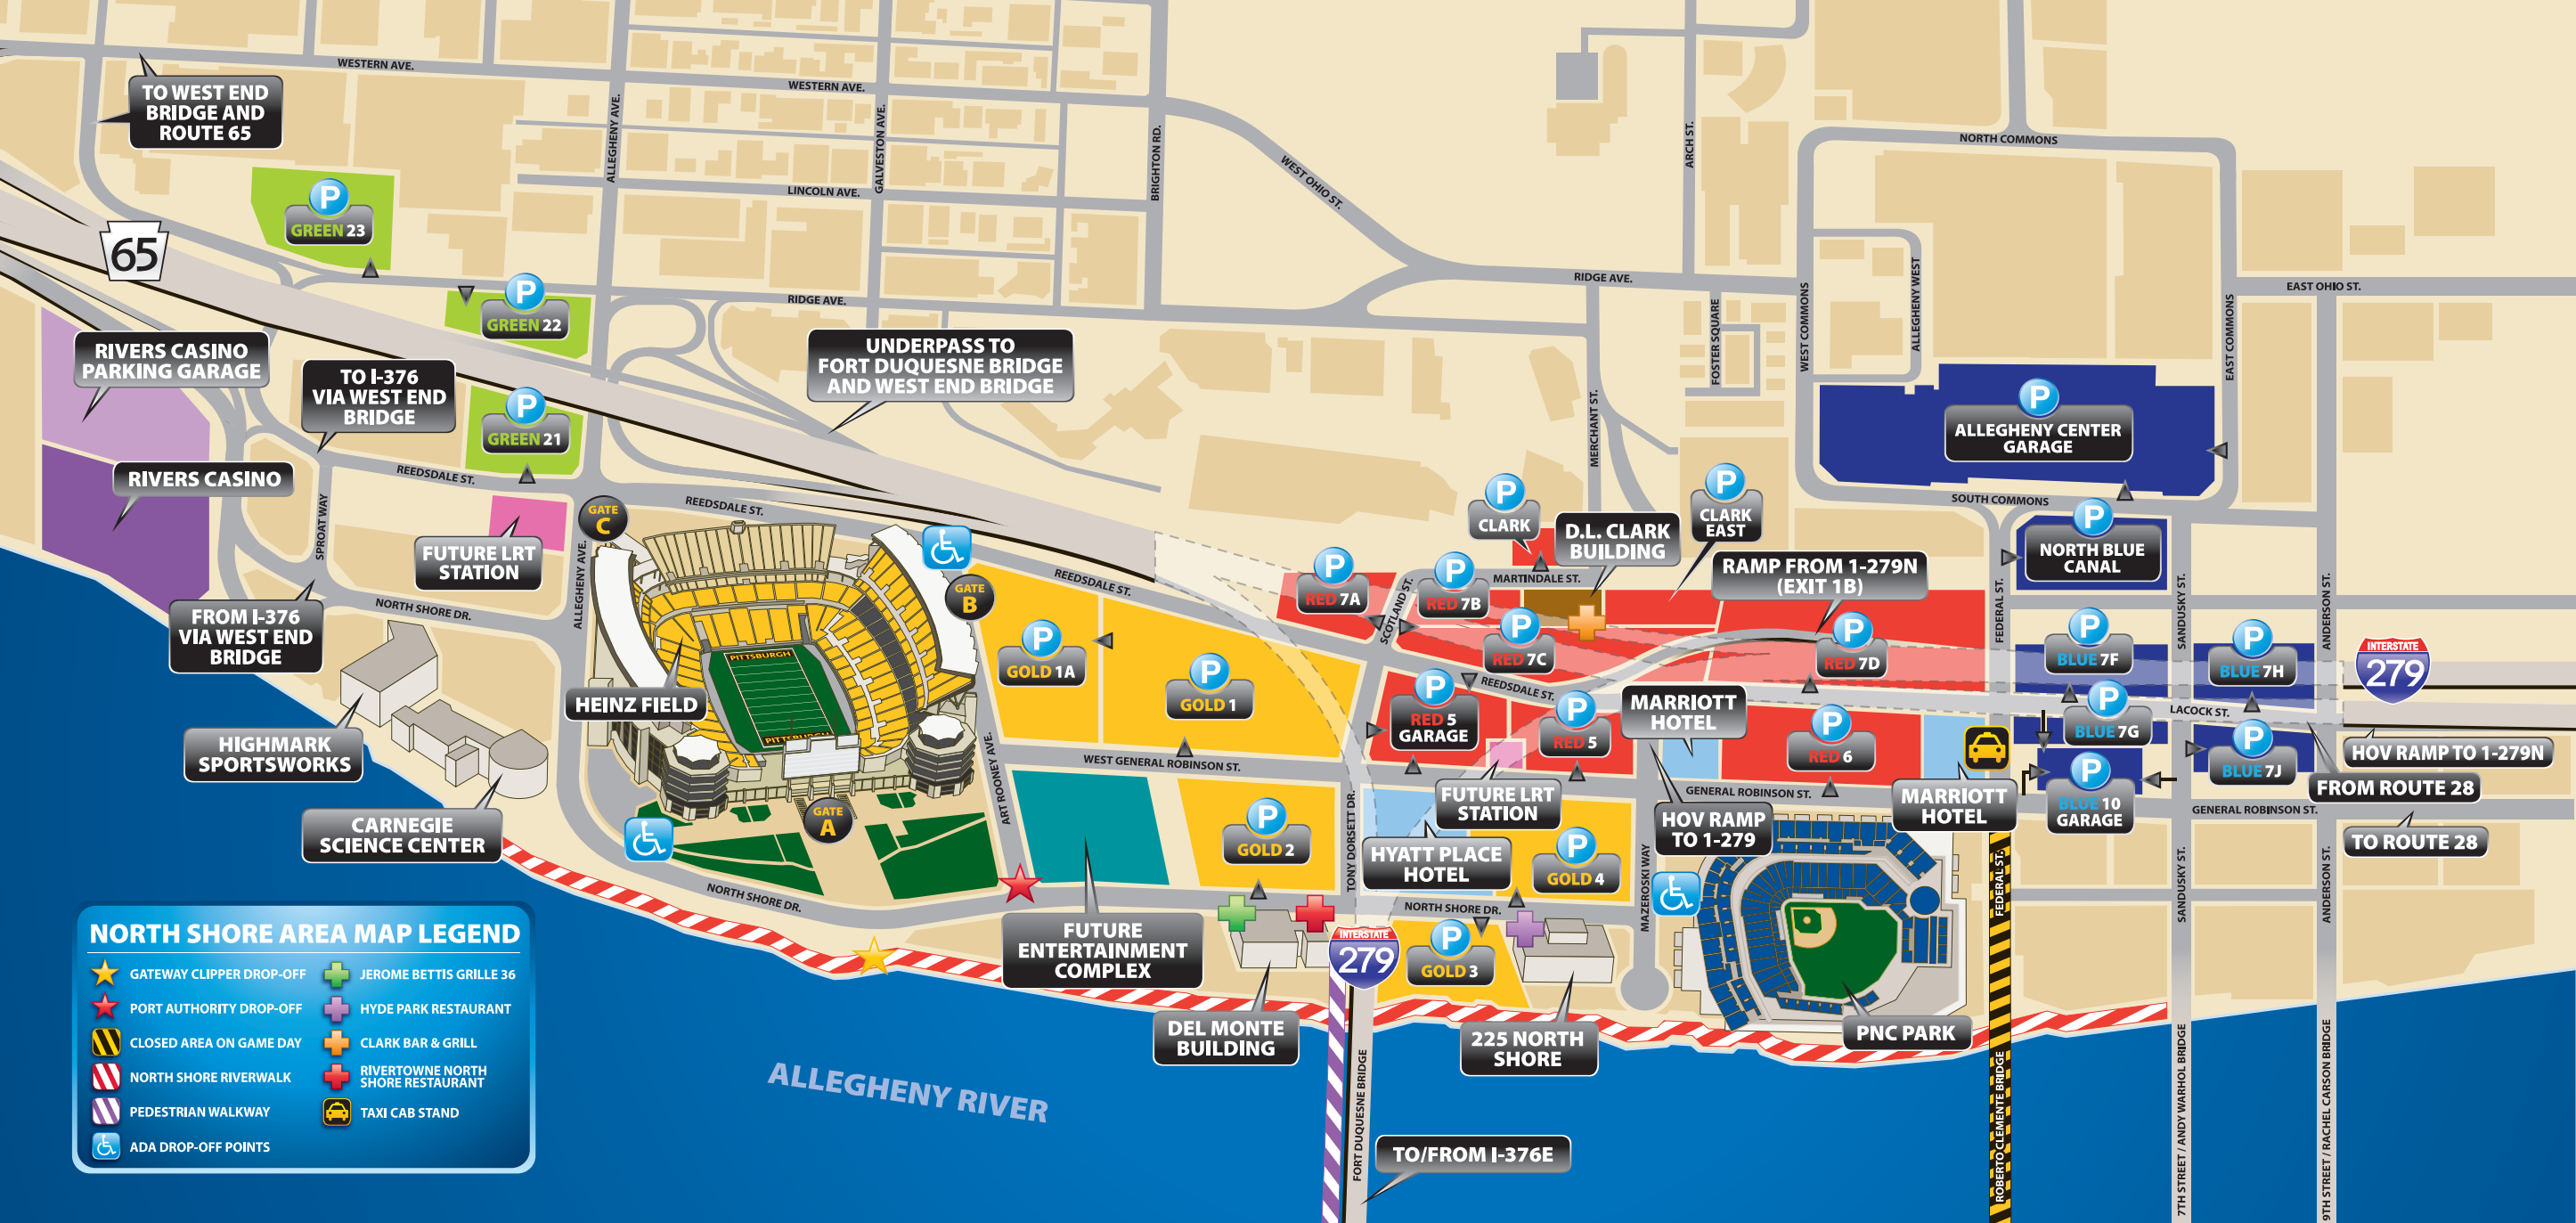 WESTERN AVE.
WESTERN AVE.
TO WEST END
BRIDGE AND
ROUTE 65
ALLEGHENY AVE.
GALVESTON AVE.
BRIGHTON RD.
WEST OHIO ST.
ARCH ST.
NORTH COMMONS
LINCOLN AVE.
P
GREEN 23
65
P
GREEN 22
RIDGE AVE.
RIDGE AVE.
WEST COMMONS
ALLEGHENY WEST
EAST COMMONS
EAST OHIO ST.
FOSTER SQUARE
MERCHANT ST.
RIVERS CASINO
PARKING GARAGE
TO I-376
VIA WEST END
BRIDGE
UNDERPASS TO
FORT DUQUESNE BRIDGE
AND WEST END BRIDGE
P
GREEN 21
P
ALLEGHENY CENTER
GARAGE
RIVERS CASINO
REEDSDALE ST.
REEDSDALE ST.
SPROAT WAY
GATE
C
FUTURE LRT
STATION
ALLEGHENY AVE.
P
CLARK
D.L. CLARK
BUILDING
P
CLARK
EAST
SOUTH COMMONS
P
NORTH BLUE
CANAL
FROM I-376
VIA WEST END
BRIDGE
NORTH SHORE DR.
GATE
B
REEDSDALE ST.
P
RED 7A
SCOTLAND ST.
P
RED 7B
MARTINDALE ST.
RAMP FROM 1-279N
(EXIT 1B)
FEDERAL ST.
SANDUSKY ST.
ANDERSON ST.
P
GOLD 1A
P
GOLD 1
P
RED 7C
P
RED 7D
P
BLUE 7F
P
BLUE 7H
INTERSTATE
279
HEINZ FIELD
PITTSBURGH
PITTSBURGH
P
RED 5
GARAGE
REEDSDALE ST.
P
RED 5
MARRIOTT
HOTEL
P
RED 6
P
BLUE 7G
LACOCK ST.
HIGHMARK
SPORTSWORKS
ART ROONEY AVE.
WEST GENERAL ROBINSON ST.
P
BLUE 7J
HOV RAMP TO 1-279N
FROM ROUTE 28
CARNEGIE
SCIENCE CENTER
GATE
A
P
GOLD 2
TONY DORSETT DR.
FUTURE LRT
STATION
GENERAL ROBINSON ST.
HOV RAMP
TO 1-279
MARRIOTT
HOTEL
P
BLUE 10
GARAGE
GENERAL ROBINSON ST.
TO ROUTE 28
HYATT PLACE
HOTEL
P
GOLD 4
MAZEROSKI WAY
FEDERAL ST.
SANDUSKY ST.
ANDERSON ST.
NORTH SHORE DR.
NORTH SHORE DR.
FUTURE
ENTERTAINMENT
COMPLEX
INTERSTATE
279
P
GOLD 3
DEL MONTE
BUILDING
225 NORTH
SHORE
PNC PARK
ALLEGHENY RIVER
FORT DUQUESNE BRIDGE
TO/FROM I-376E
ROBERTO CLEMENTE BRIDGE
7TH STREET / ANDY WARHOL BRIDGE
9TH STREET / RACHEL CARSON BRIDGE
NORTH SHORE AREA MAP LEGEND
GATEWAY CLIPPER DROP-OFF
PORT AUTHORITY DROP-OFF
CLOSED AREA ON GAME DAY
NORTH SHORE RIVERWALK
PEDESTRIAN WALKWAY
ADA DROP-OFF POINTS
JEROME BETTIS GRILLE 36
HYDE PARK RESTAURANT
CLARK BAR & GRILL
RIVERTOWNE NORTH
SHORE RESTAURANT
TAXI CAB STAND